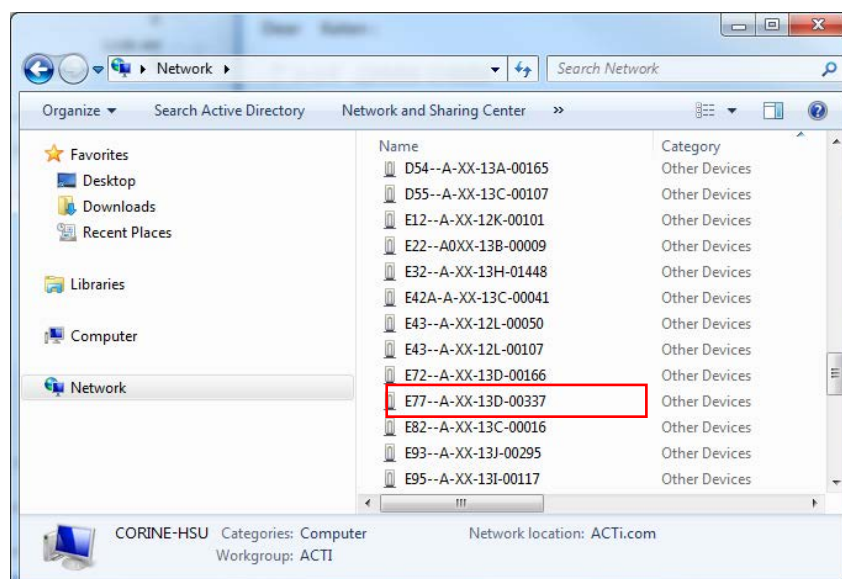 Network
Search Network
Organize Search Active Directory Network and Sharing Center »
Favorites
Desktop
Downloads
Recent Places
Libraries
Computer
Network
Name Category
D54--A-XX-13A-00165 Other Devices
D55--A-XX-13C-00107 Other Devices
E12--A-XX-12K-00101 Other Devices
E22--A0XX-13B-00009 Other Devices
E32--A-XX-13H-01448 Other Devices
E42A-A-XX-13C-00041 Other Devices
E43--A-XX-12L-00050 Other Devices
E43--A-XX-12L-00107 Other Devices
E72--A-XX-13D-00166 Other Devices
E77--A-XX-13D-00337 Other Devices
E82--A-XX-13C-00016 Other Devices
E93--A-XX-13J-00295 Other Devices
E95--A-XX-13I-00117 Other Devices
CORINE-HSU Categories: Computer Network location: ACTi.com
Workgroup: ACTI